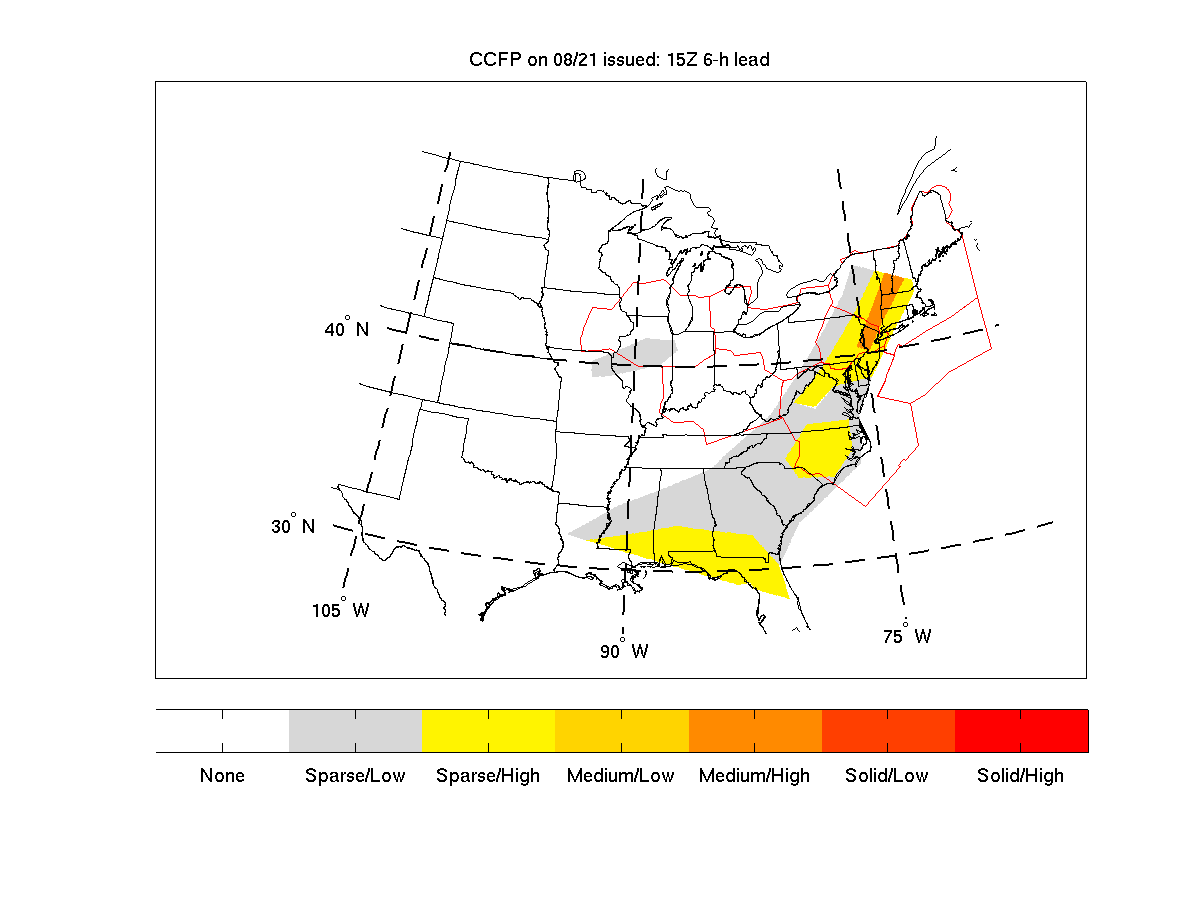 CCFP on 08/21 issued: 15Z 6-h lead
40° N
30° N
105° W
90° W
75° W
None Sparse/Low Sparse/High Medium/Low Medium/High Solid/Low Solid/High